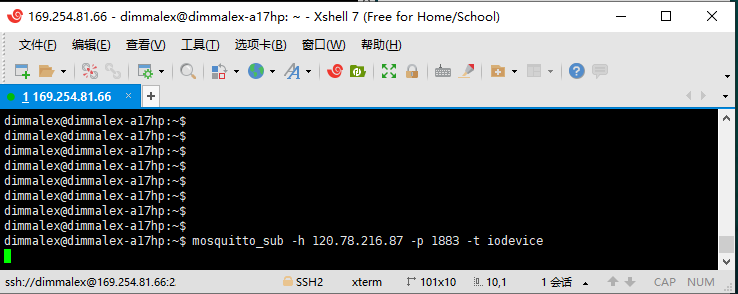 169.254.81.66 - dimmalex@dimmalex-a17hp: ~ - Xshell 7 (Free for Home/School)
文件(F) 编辑(E) 查看(V) 工具(T) 选项卡(B) 窗口(W) 帮助(H)
1 169.254.81.66
dimmalex@dimmalex-a17hp:~$
dimmalex@dimmalex-a17hp:~$
dimmalex@dimmalex-a17hp:~$
dimmalex@dimmalex-a17hp:~$
dimmalex@dimmalex-a17hp:~$
dimmalex@dimmalex-a17hp:~$
dimmalex@dimmalex-a17hp:~$
dimmalex@dimmalex-a17hp:~$
dimmalex@dimmalex-a17hp:~$ mosquitto_sub -h 120.78.216.87 -p 1883 -t iodevice
ssh://dimmalex@169.254.81.66:2 SSH2 xterm 101x10 10,1 1 会话 CAP NUM